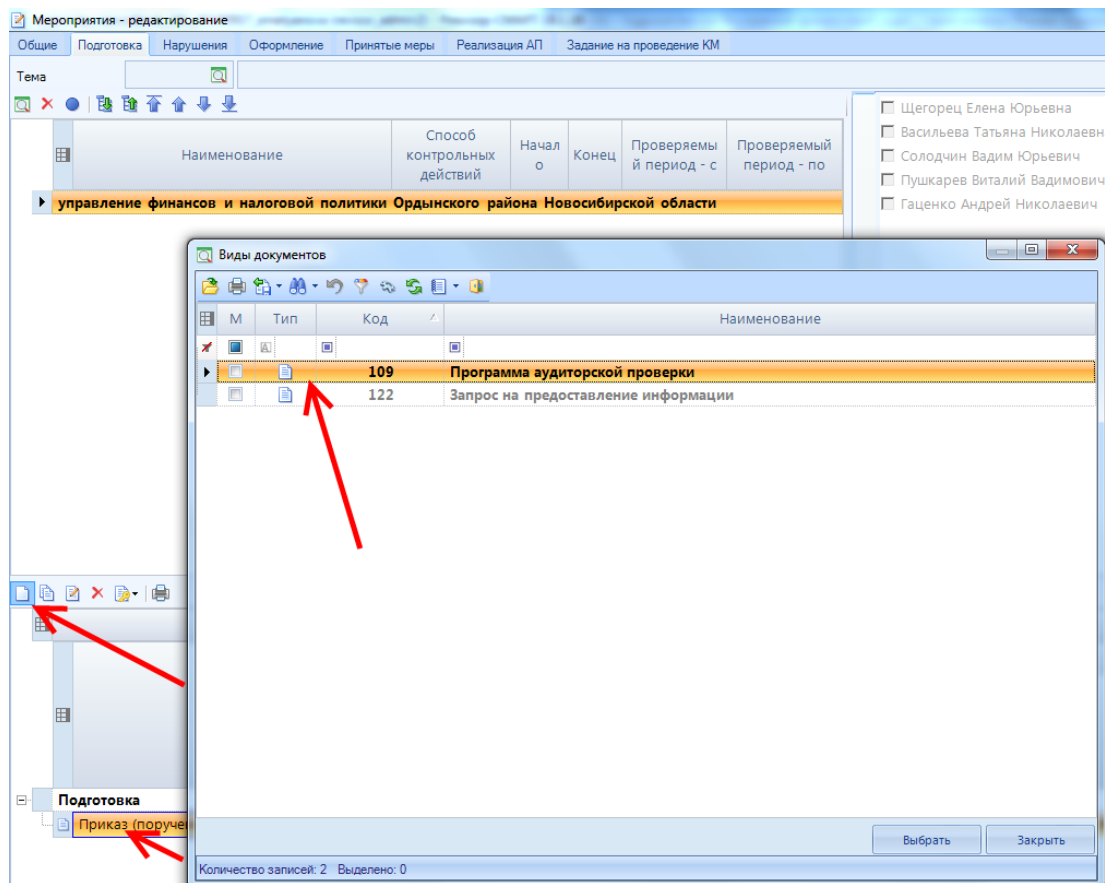 Мероприятия - редактирование
Общие Подготовка Нарушения Оформление Принятые меры Реализация АП Задание на проведение КМ
Тема
Щегорец Елена Юрьевна
Васильева Татьяна Николаевн
Солодчин Вадим Юрьевич
Пушкарев Виталий Вадимович
Гаценко Андрей Николаевич
Наименование
Способ
контрольных
действий
Начал
о
Конец
Проверяемы
й период - с
Проверяемый
период - по
управление финансов и налоговой политики Ордынского района Новосибирской области
Виды документов
М Тип Код Наименование
109 Программа аудиторской проверки
122 Запрос на предоставление информации
Подготовка
Приказ (поруче
Выбрать Закрыть
Количество записей: 2 Выделено: 0